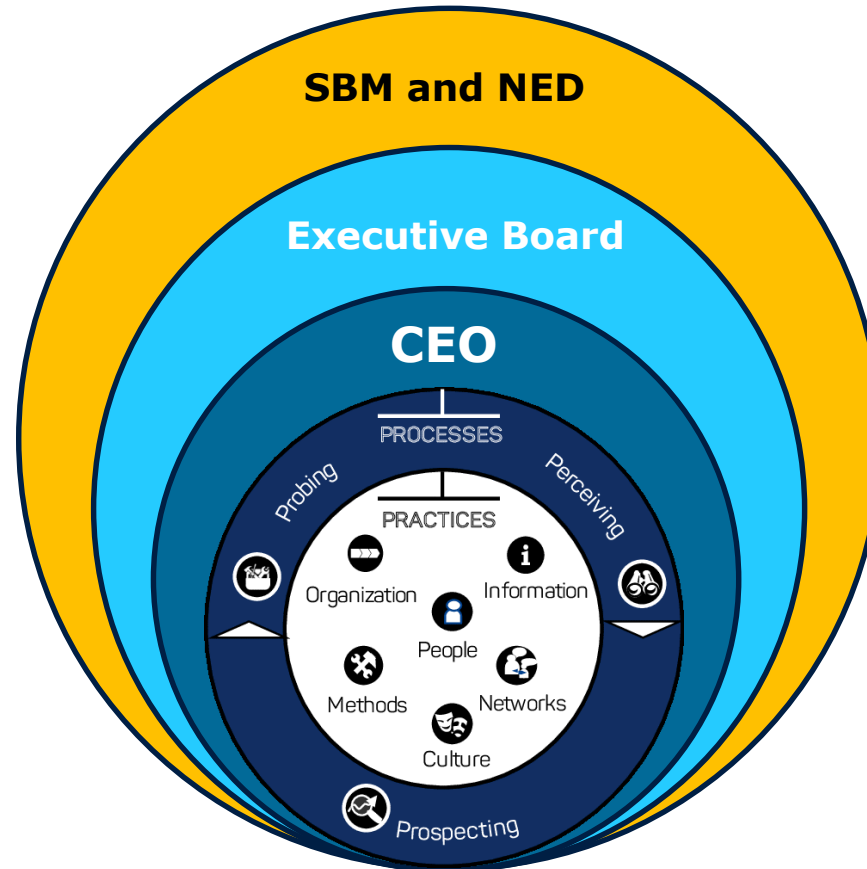 SBM and NED
Executive Board
CEO
PROCESSES
Probing
Perceiving
PRACTICES
Organization
Information
People
Methods
Networks
Culture
Prospecting